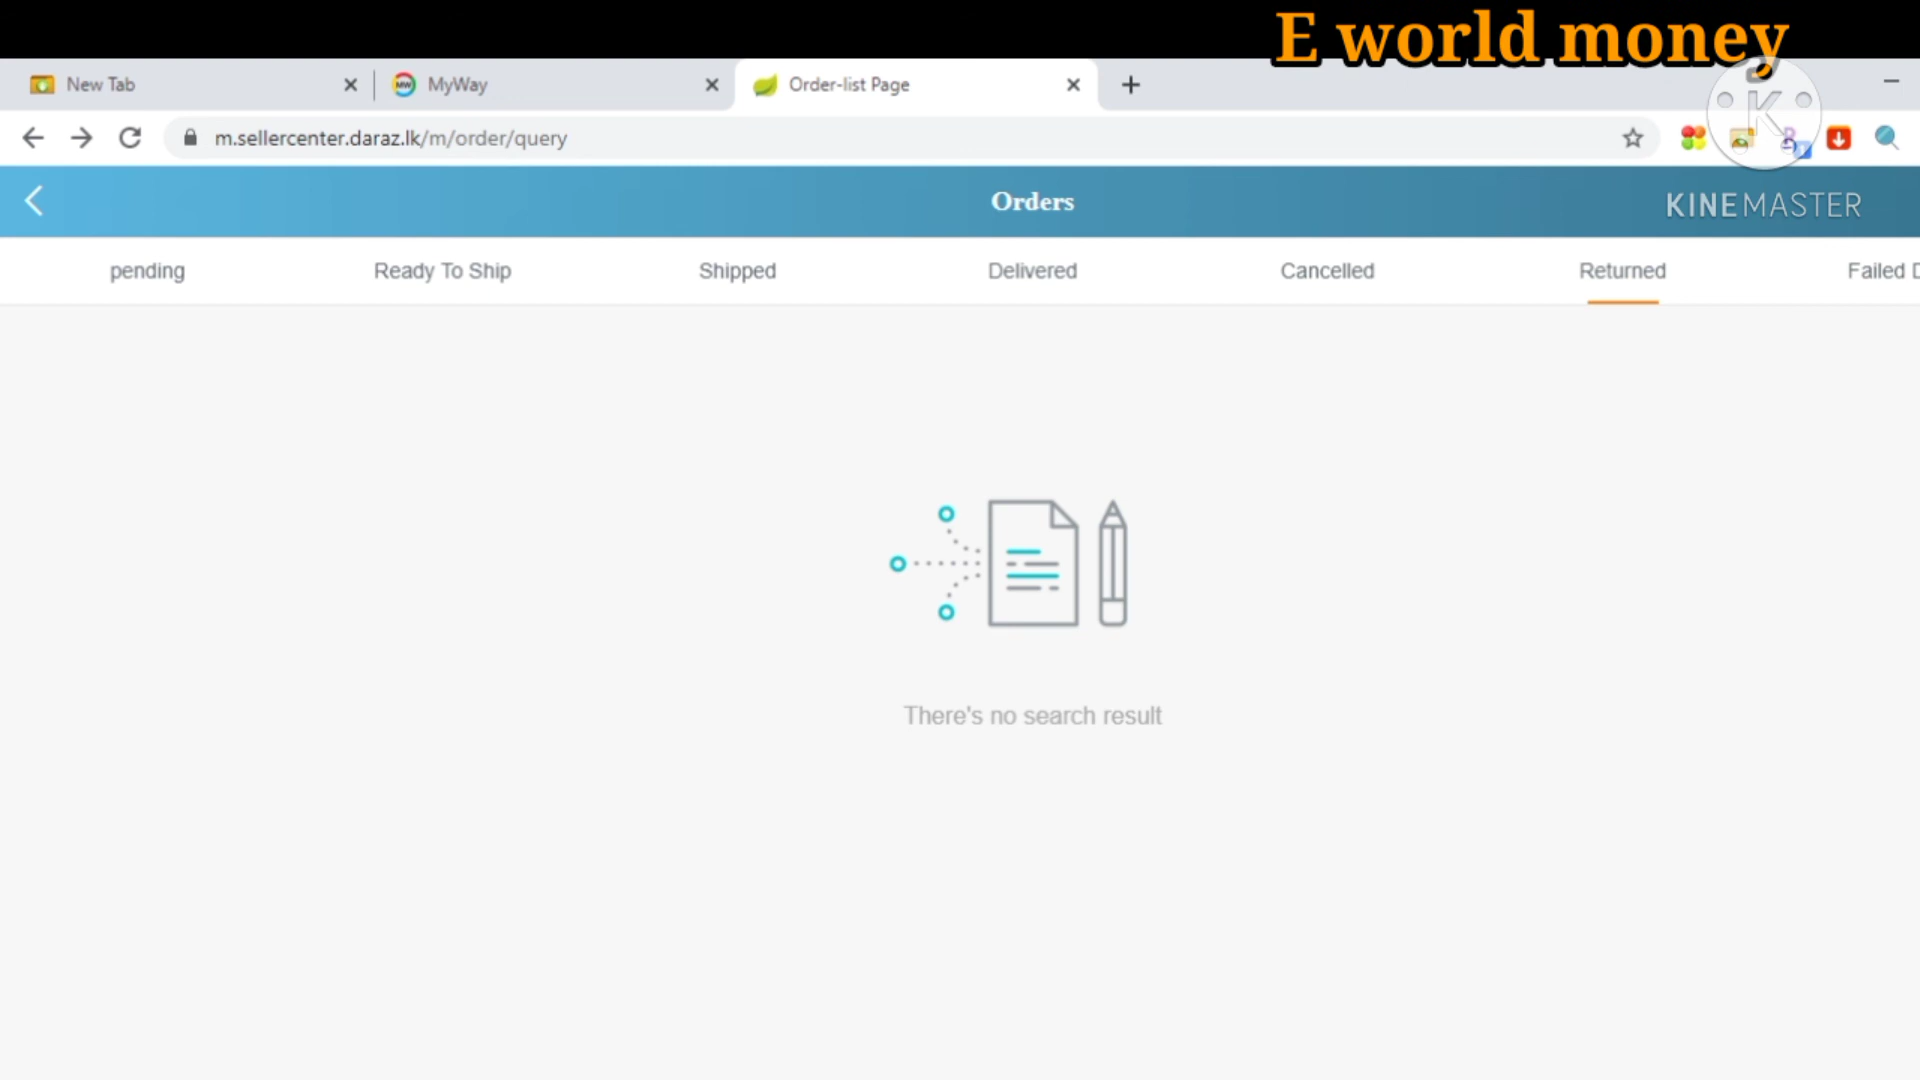 E world money
New Tab
MyWay
Order-list Page
m.sellercenter.daraz.lk/m/order/query
Orders
KINEMASTER
pending
Ready To Ship
Shipped
Delivered
Cancelled
Returned
Failed D
There's no search result